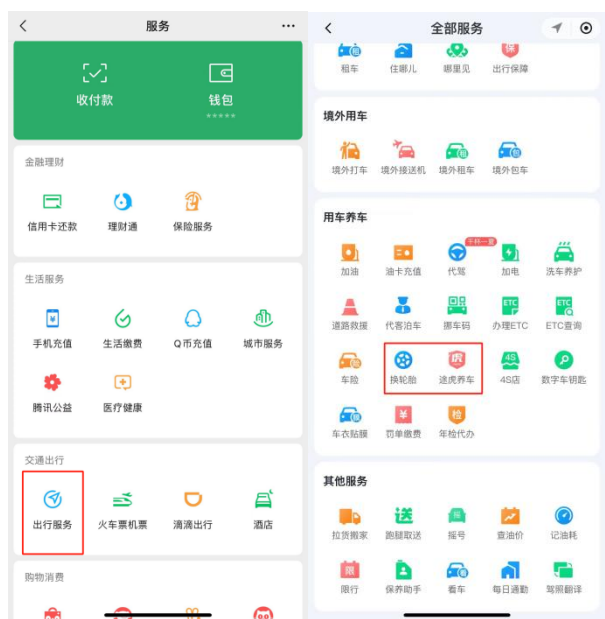 服务
收付款
钱包
*****
金融理财
信用卡还款
理财通
保险服务
生活服务
手机充值
生活缴费
Q币充值
城市服务
腾讯公益
医疗健康
交通出行
出行服务
火车票机票
滴滴出行
酒店
购物消费
全部服务
保
租车
住哪儿
哪里见
出行保障
境外用车
境外打车
境外接送机
境外租车
境外包车
用车养车
加油
油卡充值
代驾
加电
洗车养护
道路救援
代客泊车
挪车码
ETC
办理ETC
ETC
ETC查询
车险
换轮胎
途虎养车
4S
4S店
数字车钥匙
车衣贴膜
¥
罚单缴费
检
年检代办
其他服务
拉货搬家
送
跑腿取送
摇号
查油价
记油耗
限
限行
保养助手
看车
每日通勤
驾照翻译